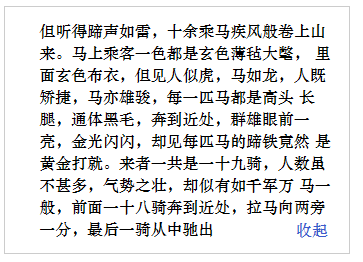 但听得蹄声如雷，十余乘马疾风般卷上山
来。马上乘客一色都是玄色薄毡大氅， 里
面玄色布衣，但见人似虎，马如龙，人既
矫捷，马亦雄骏，每一匹马都是高头 长
腿，通体黑毛，奔到近处，群雄眼前一
亮，金光闪闪，却见每匹马的蹄铁竟然 是
黄金打就。来者一共是一十九骑，人数虽
不甚多，气势之壮，却似有如千军万 马一
般，前面一十八骑奔到近处，拉马向两旁
一分，最后一骑从中驰出 收起